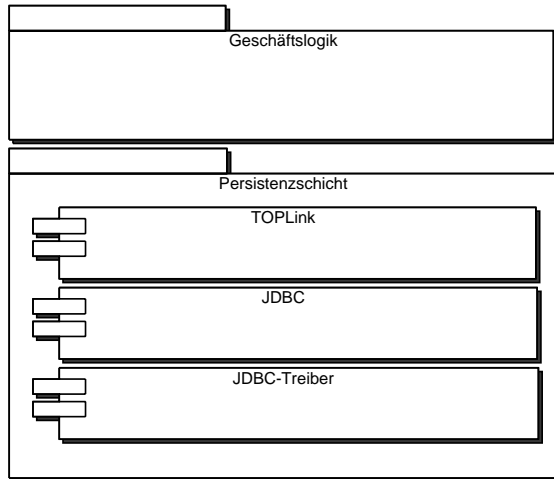 Geschäftslogik
Persistenzschicht
TOPLink
JDBC
JDBC-Treiber